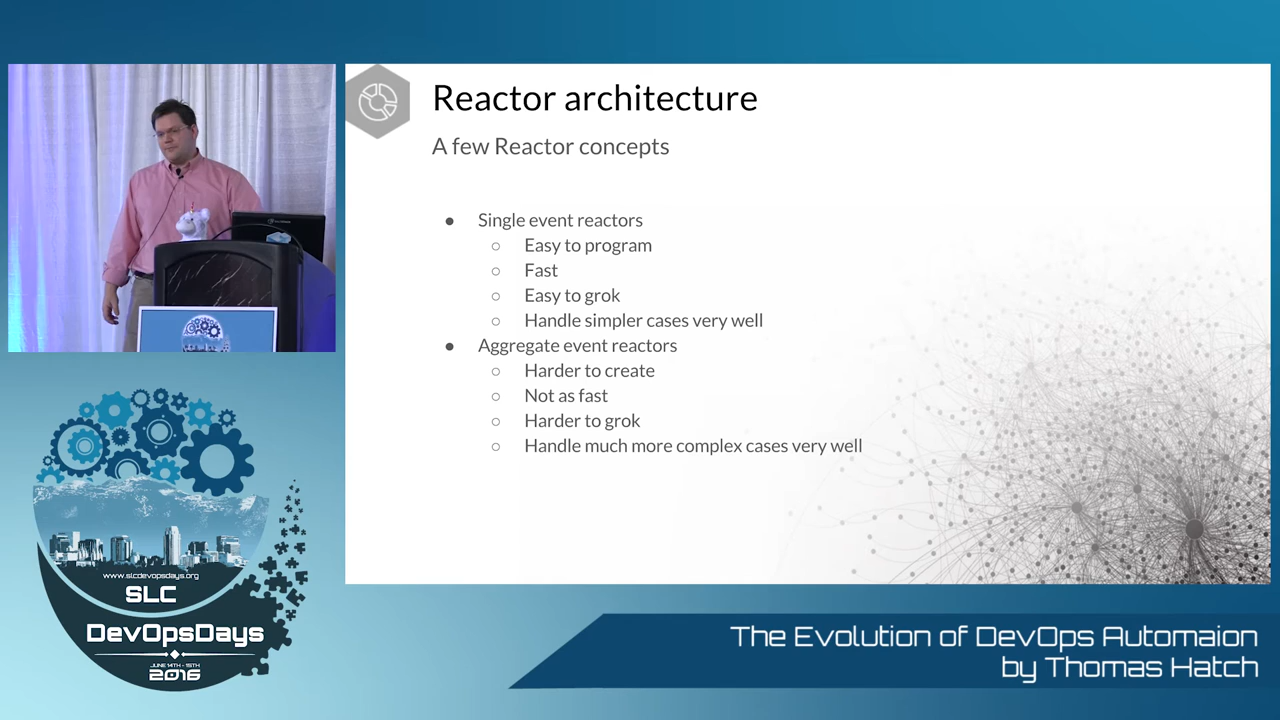 Reactor architecture
A few Reactor concepts
● Single event reactors
○ Easy to program
○ Fast
○ Easy to grok
○ Handle simpler cases very well
● Aggregate event reactors
○ Harder to create
○ Not as fast
○ Harder to grok
○ Handle much more complex cases very well
www.slcdevopsdays.org
SLC
DevOpsDays
JUNE 14TH - 15TH
2016
The Evolution of DevOps Automaion
by Thomas Hatch